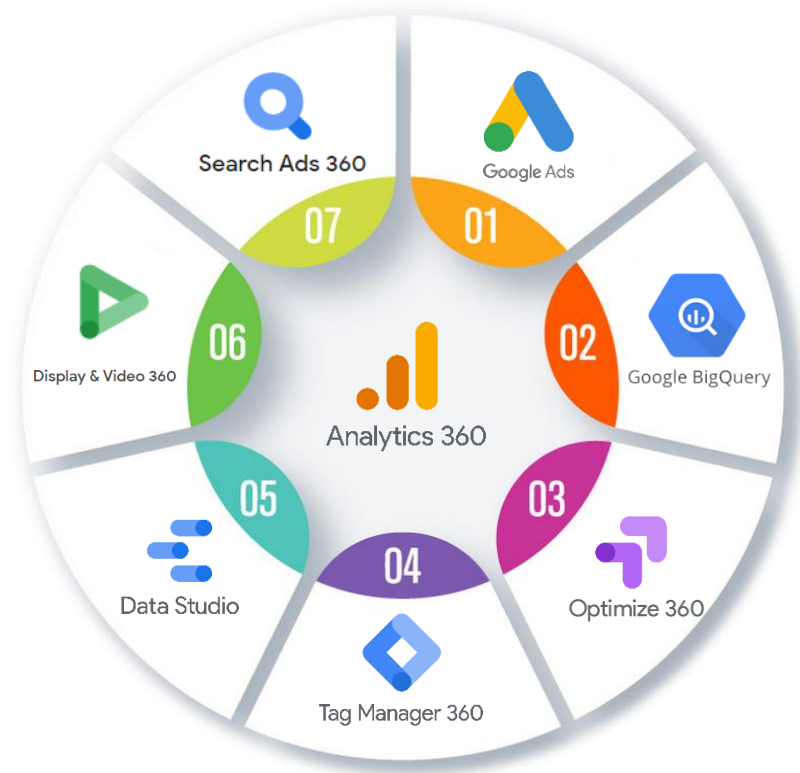 01
Google Ads
02
Google BigQuery
03
Optimize 360
04
Tag Manager 360
05
Data Studio
06
Display & Video 360
07
Search Ads 360
Analytics 360